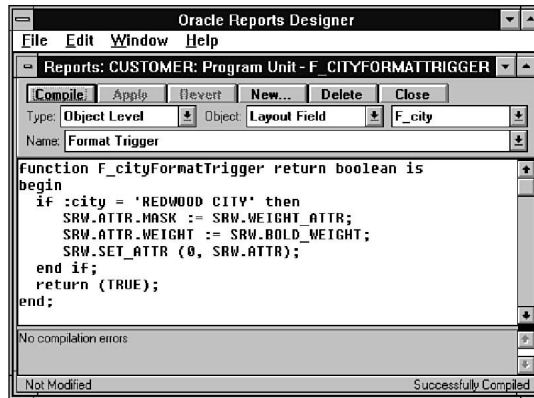 Oracle Reports Designer
File Edit Window Help
Reports: CUSTOMER: Program Unit - F_CITYFORMATTRIGGER
Compile Apply Revert New... Delete Close
Type: Object Level Object: Layout Field F_city
Name: Format Trigger
function F_cityFormatTrigger return boolean is
begin
if :city = 'REDWOOD CITY' then
SRW.ATTR.MASK := SRW.WEIGHT_ATTR;
SRW.ATTR.WEIGHT := SRW.BOLD_WEIGHT;
SRW.SET_ATTR (0, SRW.ATTR);
end if;
return (TRUE);
end;
No compilation errors
Not Modified Successfully Compiled